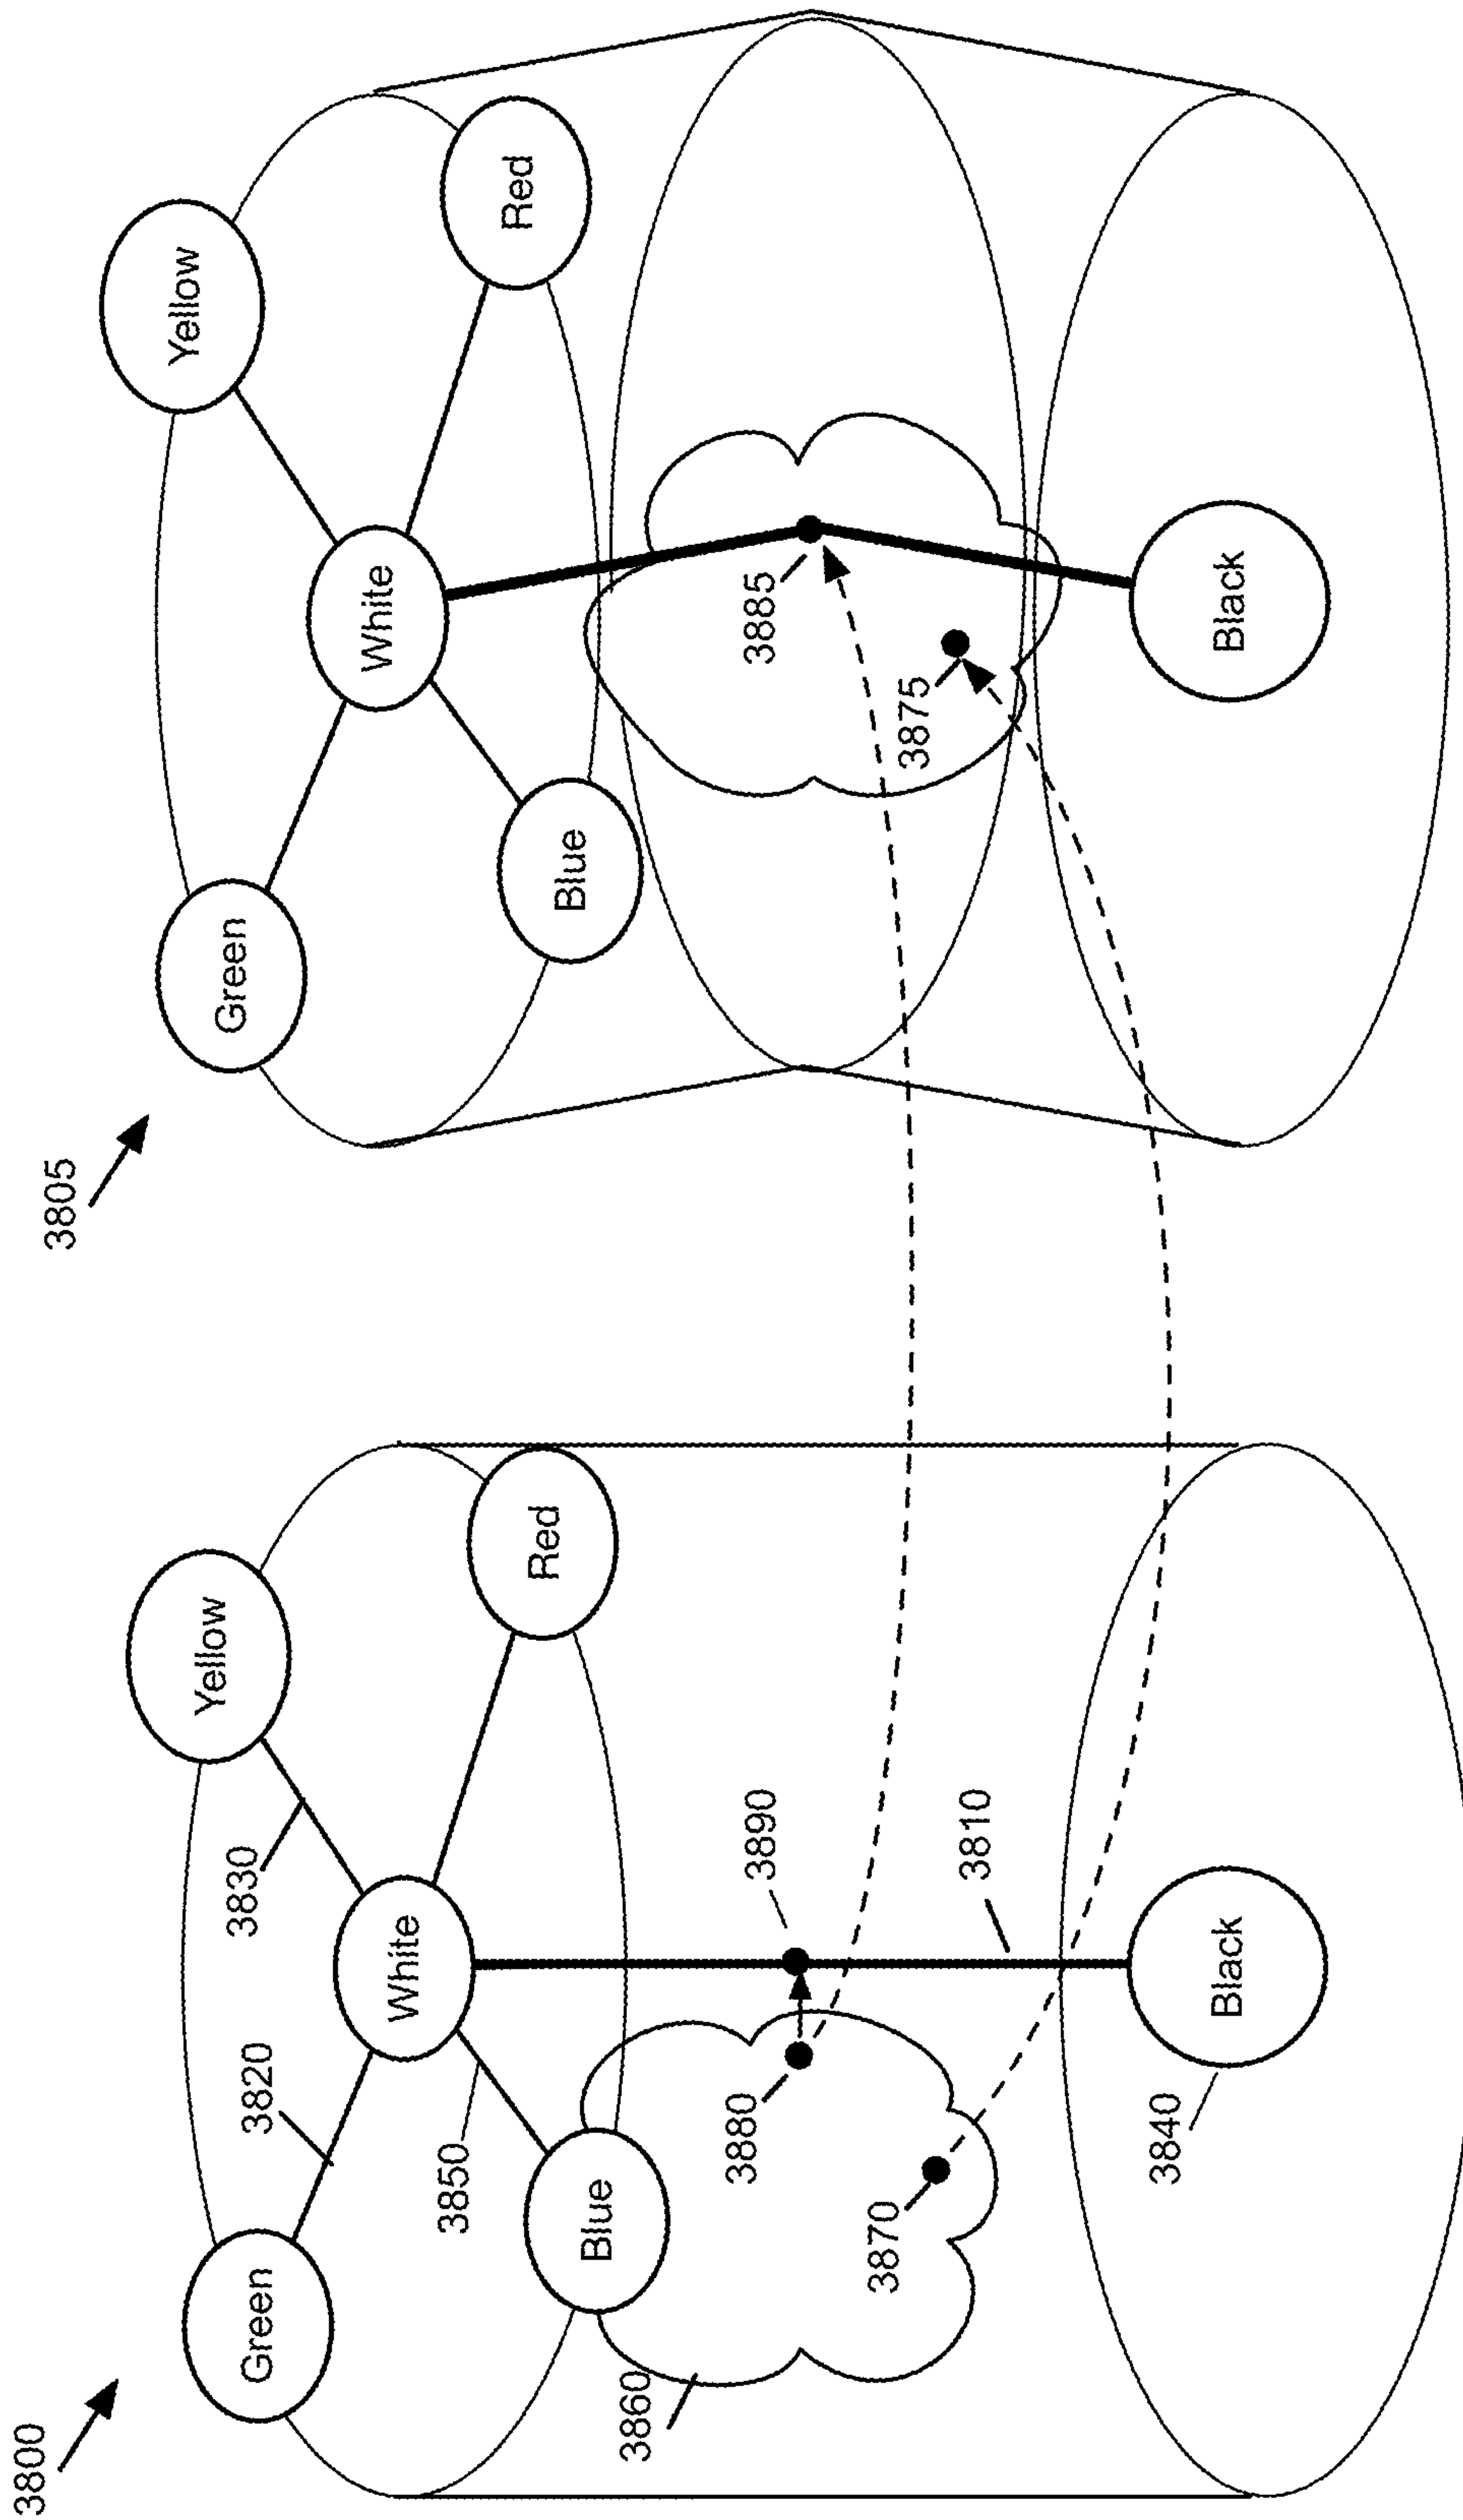 3800
Green
3820
3830
Yellow
White
Red
3850
Blue
3860
3880
3890
3870
3810
3840
Black
3805
Green
Yellow
White
Red
Blue
3885
3875
Black